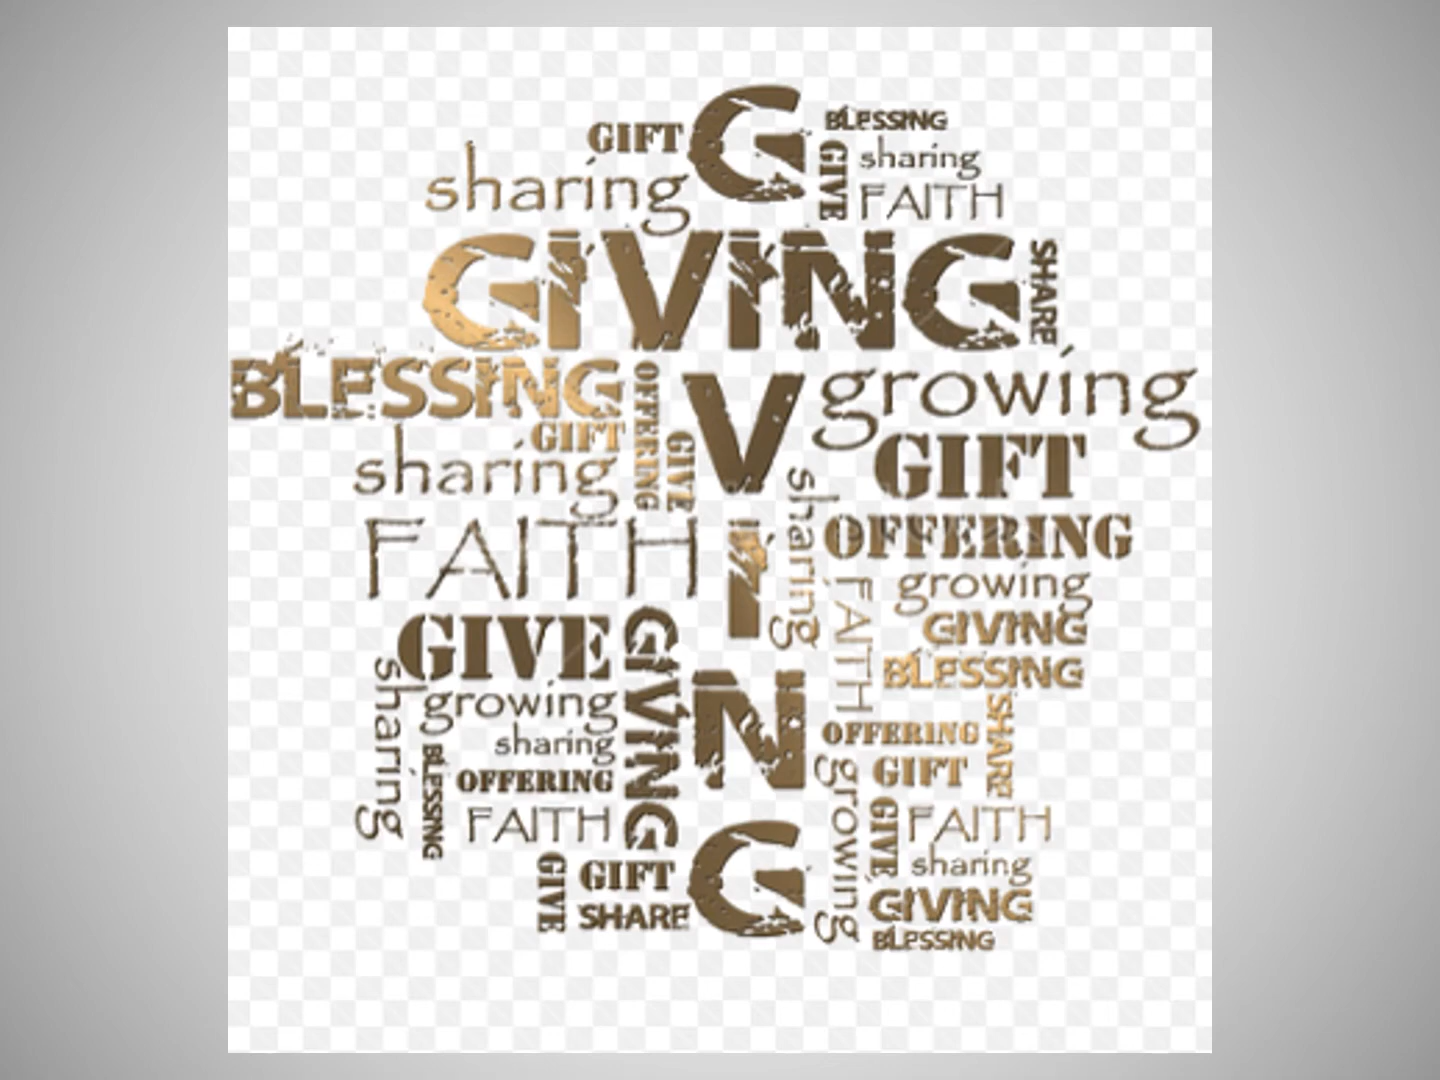 G
GIFT
BLESSING
sharing
GIVE
sharing
FAITH
GIVING
SHARE
BLESSING
OFFERING
V
growing
GIFT
GIVE
GIFT
sharing
sharing
OFFERING
FAITH
I
growing
FAITH
GIVING
GIVE
GIVING
BLESSING
sharing
growing
N
SHARE
sharing
OFFERING
BLESSING
OFFERING
growing
GIFT
FAITH
GIVE
FAITH
G
sharing
GIVE
GIFT
GIVING
SHARE
BLESSING